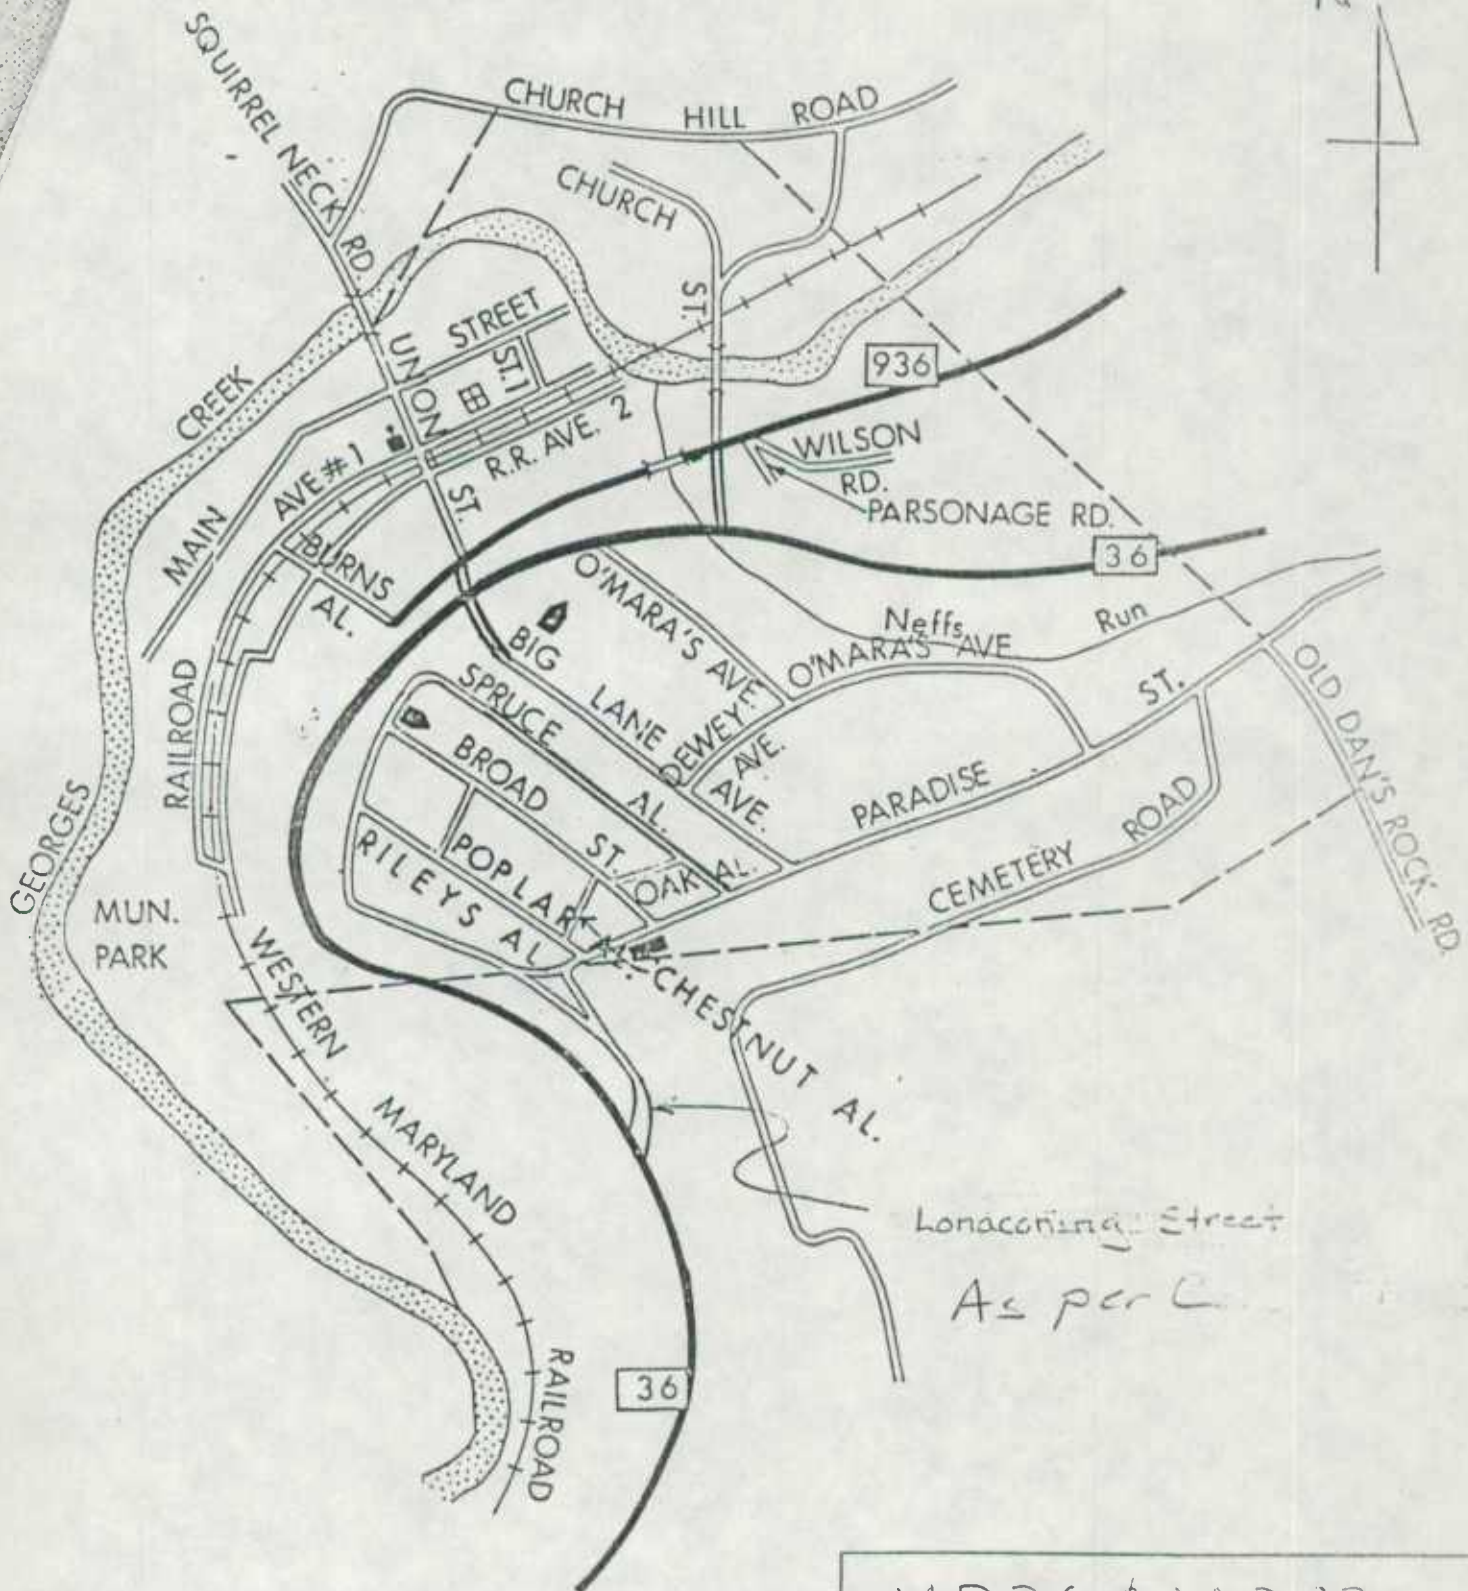 SQUIRREL NECK RD.
CHURCH HILL ROAD
CHURCH ST.
936
STREET
ST.1
UNION ST.
CREEK
MAIN
AVE #1
R.R. AVE. 2
WILSON RD.
PARSONAGE RD.
36
BURNS AL.
O'MARA'S AVE.
Neffs Run
O'MARA'S AVE
BIG LANE
DEWEY AVE.
AVE.
SPRUCE AL.
BROAD ST.
PARADISE ST.
OLD DAN'S ROCK RD.
RAILROAD
GEORGES
MUN. PARK
POPLAR AL.
RILEYS AL.
OAK AL.
CEMETERY ROAD
CHESTNUT AL.
WESTERN MARYLAND RAILROAD
Lonaconing Street
As per C
36